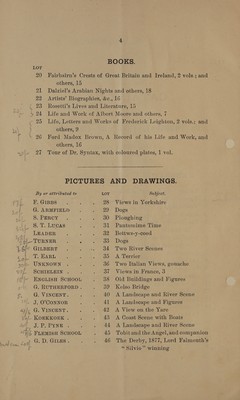 4
BOOKS.
LOT
20 Fairbairn's Crests of Great Britain and Ireland, 2 vols; and
others, 15
21 Dalziel's Arabian Nights and others, 18
22 Artists' Biographies, &c., 16
23 Rosetti's Lives and Literature, 15
24 Life and Work of Albert Moore and others, 7
25 Life, Letters and Works of Frederick Leighton, 2 vols.; and
others, 9
26 Ford Madox Brown, A Record of his Life and Work, and
others, 16
27 Tour of Dr. Syntax, with coloured plates, 1 vol.
PICTURES AND DRAWINGS.
By or attributed to LOT Subject.
F. Gibbs 28 Views in Yorkshire
G. Armfield 29 Dogs
S. Percy 30 Ploughing
S. T. Lucas 31 Pantomime Time
Leader 32 Bettws-y-coed
Turner 33 Dogs
Gilbert 34 Two River Scenes
T. Earl 35 A Terrier
Unknown 36 Two Italian Views, gouache
Schielein 37 Views in France, 3
English School 38 Old Buildings and Figures
G. Rutherford 39 Kelso Bridge
G. Vincent 40 A Landscape and River Scene
J. O'Connor 41 A Landscape and Figures
G. Vincent 42 A View on the Yare
Koekkoek 43 A Coast Scene with Boats
J. P. Pyne 44 A Landscape and River Scene
Flemish School 45 Tobit and the Angel, and companion
G. D. Giles 46 The Derby, 1877, Lord Falmouth's
"Silvio" winning